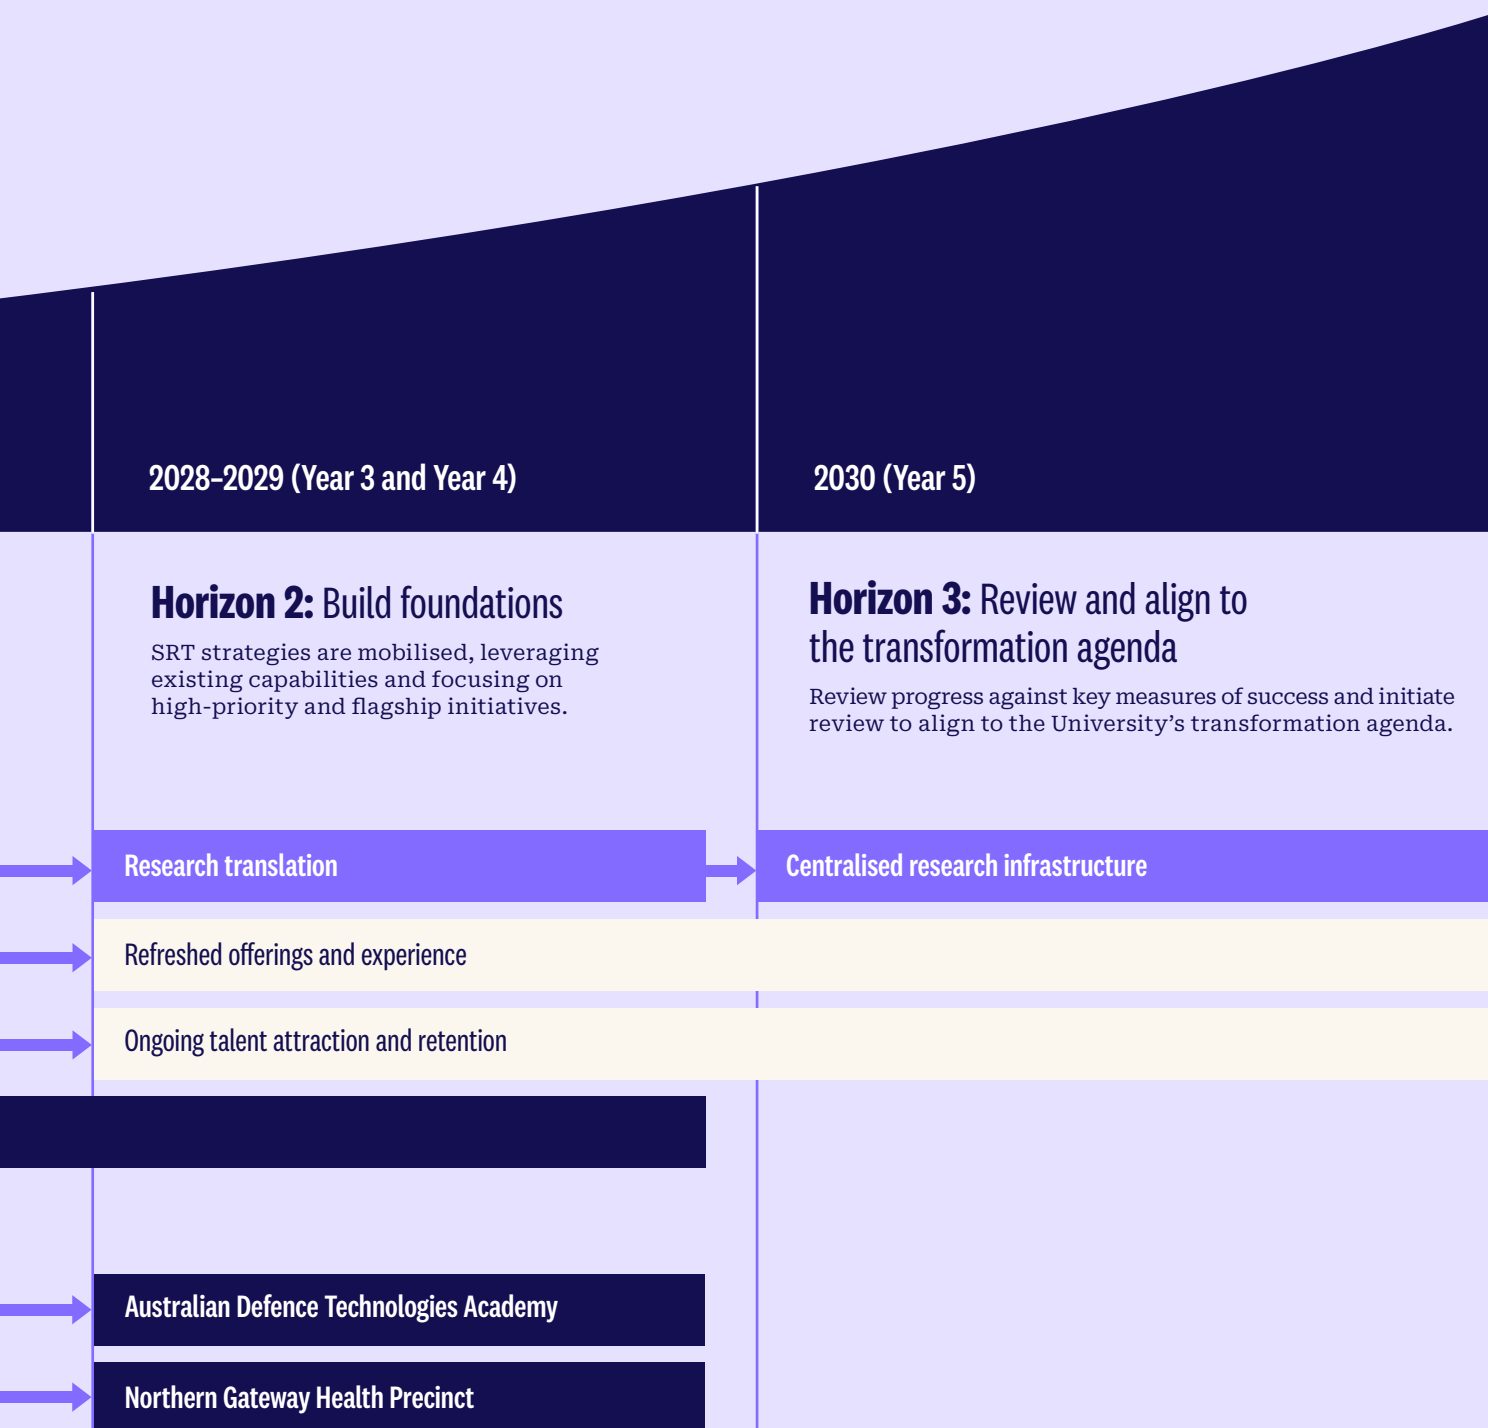 2028–2029 (Year 3 and Year 4)
2030 (Year 5)
Horizon 2: Build foundations
SRT strategies are mobilised, leveraging
existing capabilities and focusing on
high-priority and flagship initiatives.
Horizon 3: Review and align to
the transformation agenda
Review progress against key measures of success and initiate
review to align to the University’s transformation agenda.
Research translation
Centralised research infrastructure
Refreshed offerings and experience
Ongoing talent attraction and retention
Australian Defence Technologies Academy
Northern Gateway Health Precinct